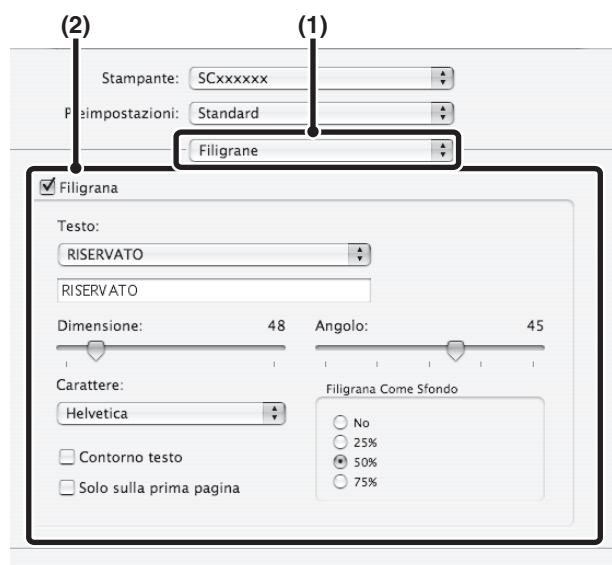 (2) (1)
Stampante: SCxxxxxx
Preimpostazioni: Standard
Filigrane
Filigrana
Testo:
RISERVATO
RISERVATO
Dimensione: 48 Angolo: 45
Carattere: Filigrana Come Sfondo
Helvetica
No
25%
Contorno testo
50%
Solo sulla prima pagina
75%